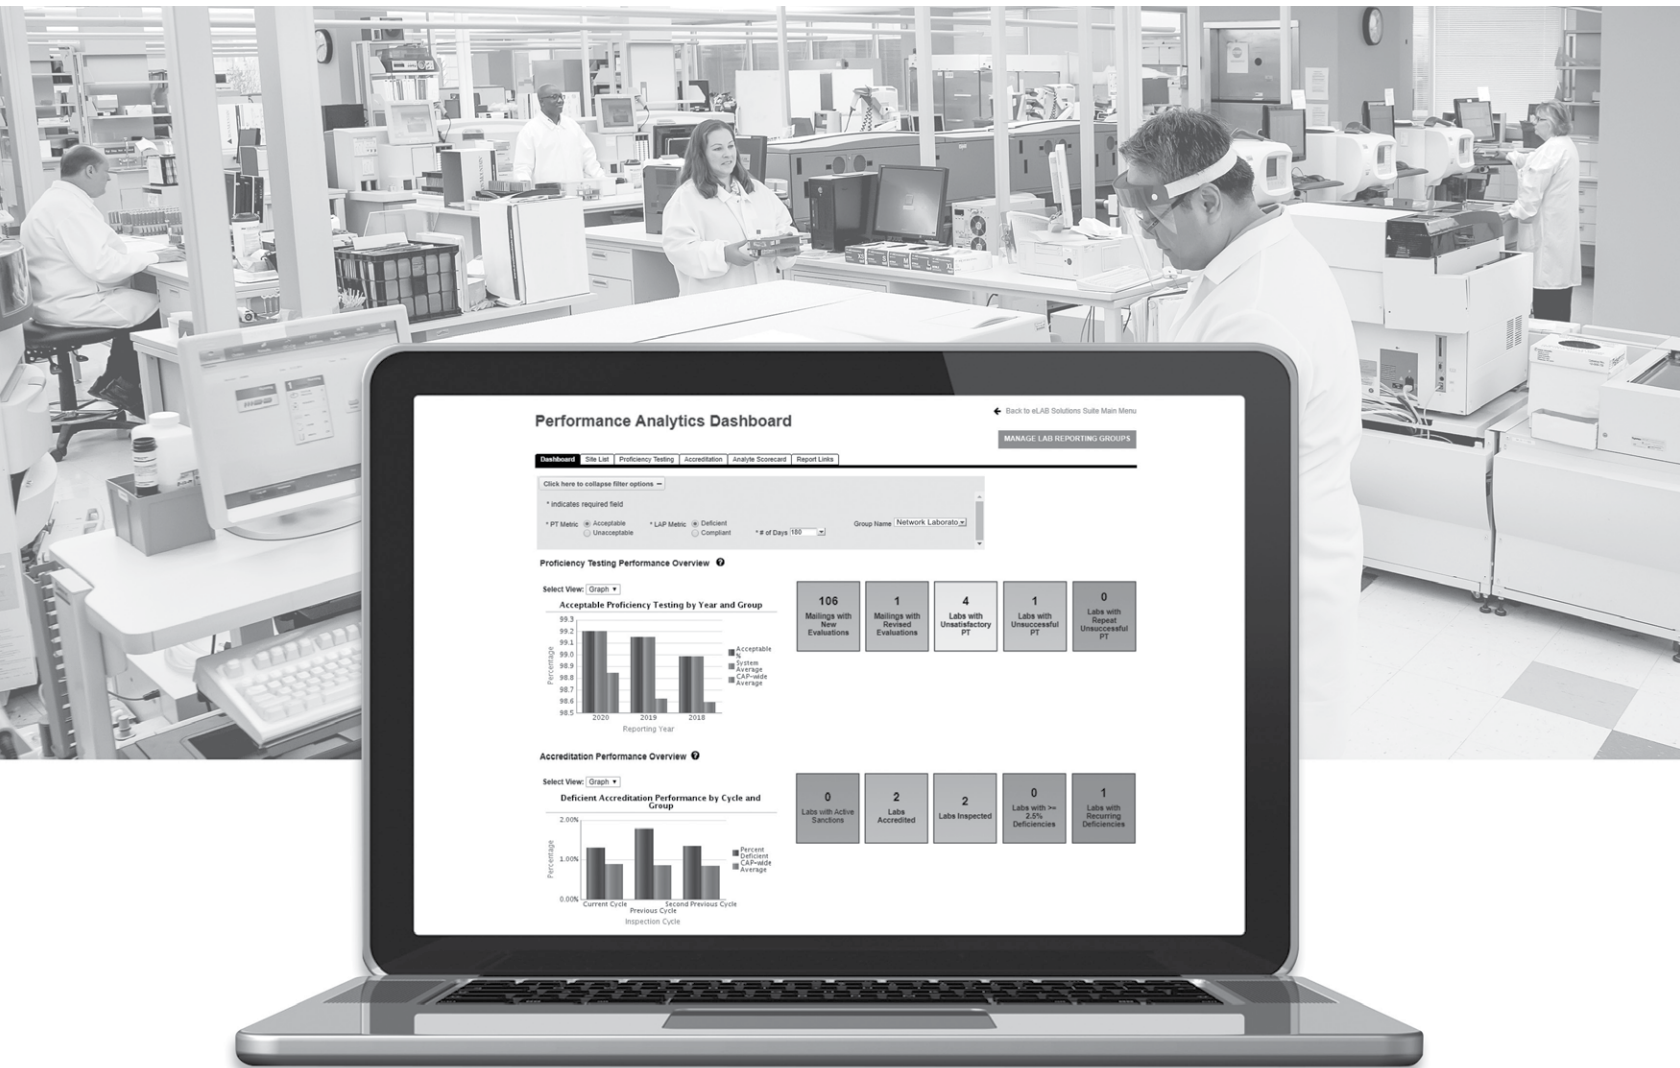 Performance Analytics Dashboard
Back to eLAB Solutions Suite Main Menu
MANAGE LAB REPORTING GROUPS
Dashboard Site List Proficiency Testing Accreditation Analyte Scorecard Report Links
Click here to collapse filter options −
* indicates required field
* PT Metric Acceptable * LAP Metric Deficient
Unacceptable Compliant
* # of Days 180
Group Name Network Laborato
Proficiency Testing Performance Overview ?
Select View: Graph
Acceptable Proficiency Testing by Year and Group
99.3
99.2
99.1
99.0
98.9
98.8
98.7
98.6
98.5
Percentage
2020 2019 2018
Reporting Year
Acceptable
%
System
Average
CAP-wide
Average
106
Mailings with
New
Evaluations
1
Mailings with
Revised
Evaluations
4
Labs with
Unsatisfactory
PT
1
Labs with
Unsuccessful
PT
0
Labs with
Repeat
Unsuccessful
PT
Accreditation Performance Overview ?
Select View: Graph
Deficient Accreditation Performance by Cycle and
Group
2.00%
1.00%
0.00%
Percentage
Current Cycle
Previous Cycle
Second Previous Cycle
Inspection Cycle
Percent
Deficient
CAP-wide
Average
0
Labs with Active
Sanctions
2
Labs
Accredited
2
Labs Inspected
0
Labs with >=
2.5%
Deficiencies
1
Labs with
Recurring
Deficiencies
XS
S
M
L
XL